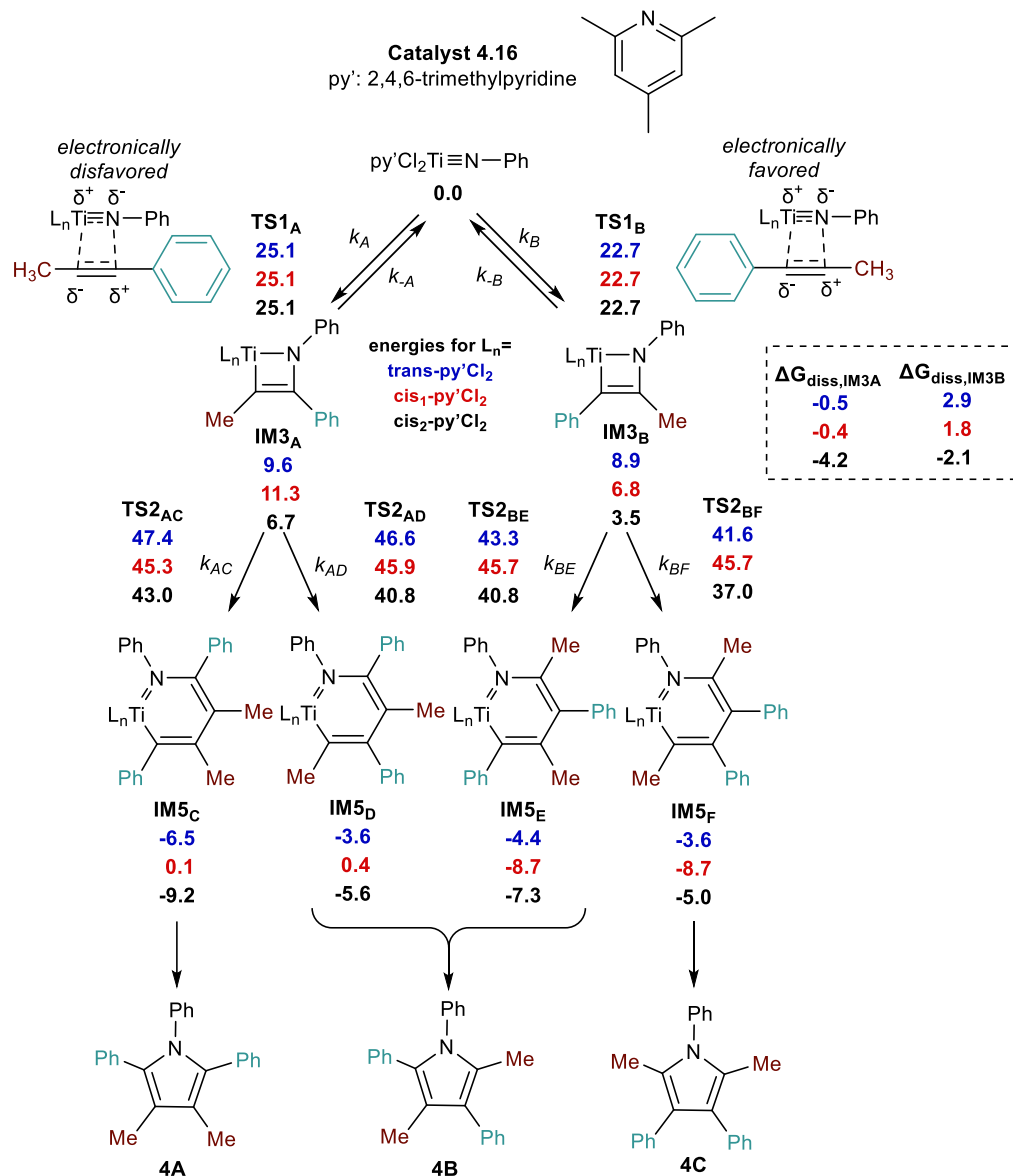 N
Catalyst 4.16
py': 2,4,6-trimethylpyridine
electronically
disfavored
δ+ δ-
LnTi≡N—Ph
H3C
δ- δ+
TS1A
25.1
25.1
25.1
py'Cl2Ti≡N—Ph
0.0
kA
k-A
kB
k-B
TS1B
22.7
22.7
22.7
electronically
favored
δ+ δ-
LnTi≡N—Ph
CH3
δ- δ+
Ph
LnTi N
Me Ph
IM3A
9.6
11.3
6.7
energies for Ln=
trans-py'Cl2
cis1-py'Cl2
cis2-py'Cl2
Ph
LnTi N
Ph Me
IM3B
8.9
6.8
3.5
ΔGdiss,IM3A ΔGdiss,IM3B
-0.5 2.9
-0.4 1.8
-4.2 -2.1
TS2AC
47.4
45.3
43.0
kAC
kAD
TS2AD
46.6
45.9
40.8
TS2BE
43.3
45.7
40.8
kBE
kBF
TS2BF
41.6
45.7
37.0
Ph Ph
N
LnTi Me
Ph Me
IM5C
-6.5
0.1
-9.2
Ph Ph
N
LnTi Me
Me Ph
IM5D
-3.6
0.4
-5.6
Ph Me
N
LnTi Ph
Ph Me
IM5E
-4.4
-8.7
-7.3
Ph Me
N
LnTi Ph
Me Ph
IM5F
-3.6
-8.7
-5.0
Ph
Ph N Ph
Me Me
4A
Ph
Ph N Me
Me Ph
4B
Ph
Me N Me
Ph Ph
4C